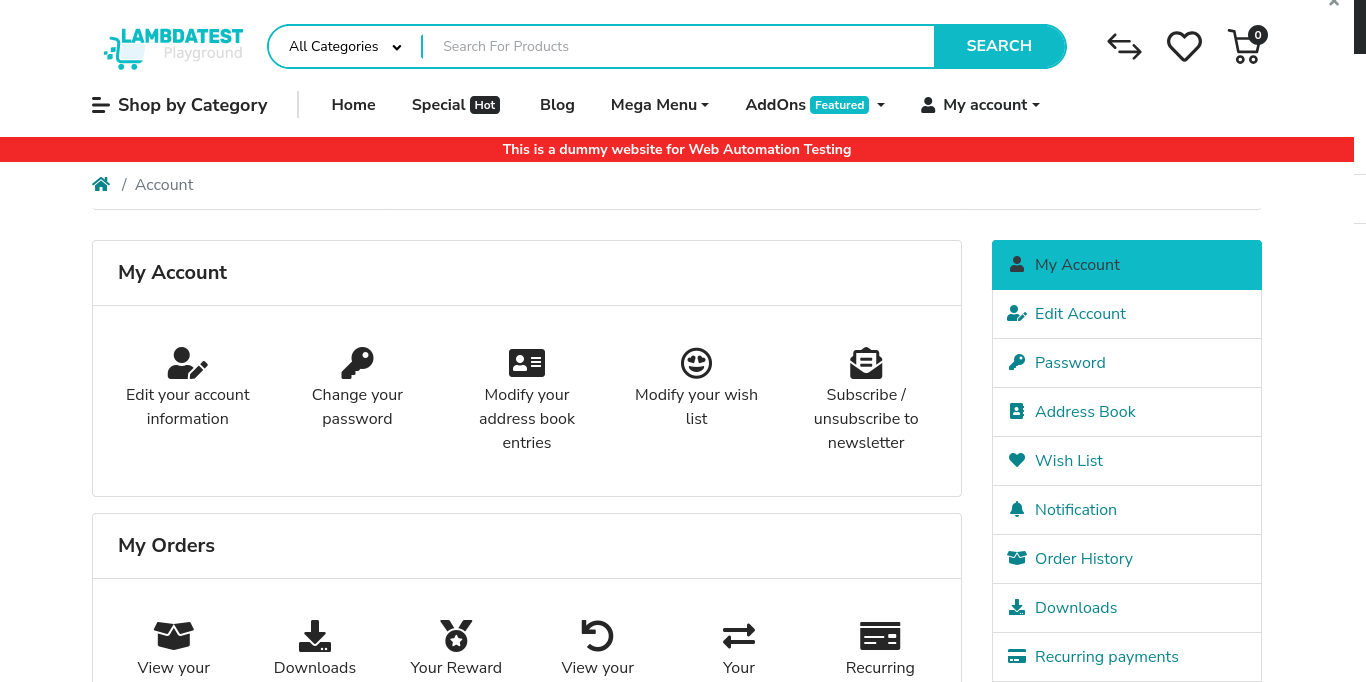 LAMBDATEST
Playground
All Categories
Search For Products
SEARCH
0
Shop by Category
Home
Special Hot
Blog
Mega Menu
AddOns Featured
My account
This is a dummy website for Web Automation Testing
/ Account
My Account
Edit your account
information
Change your
password
Modify your
address book
entries
Modify your wish
list
Subscribe /
unsubscribe to
newsletter
My Orders
View your
Downloads
Your Reward
View your
Your
Recurring
My Account
Edit Account
Password
Address Book
Wish List
Notification
Order History
Downloads
Recurring payments